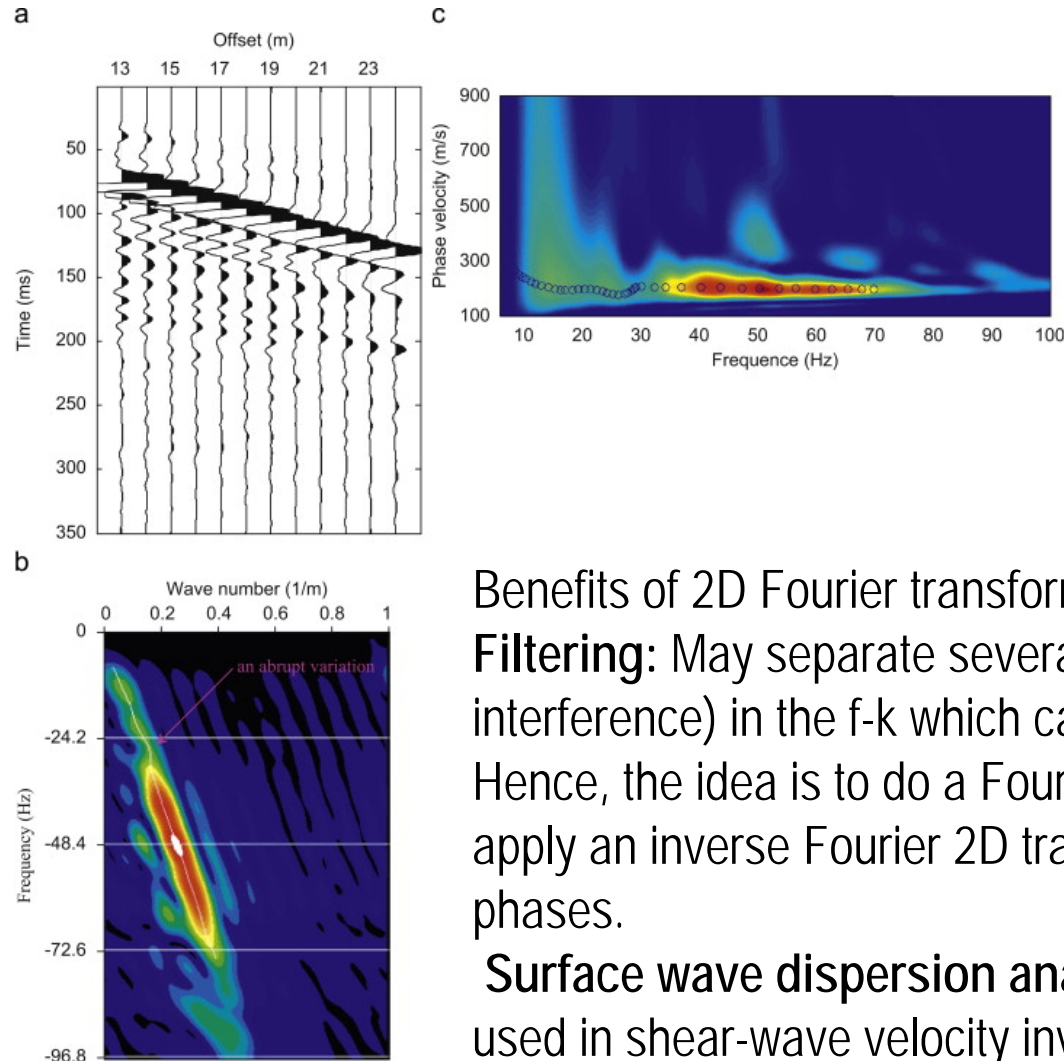 a
Offset (m)
13 15 17 19 21 23
50
100
150
200
250
300
350
Time (ms)
c
900
700
500
300
100
Phase velocity (m/s)
10 20 30 40 50 60 70 80 90 100
Frequence (Hz)
b
Wave number (1/m)
0 0.2 0.4 0.6 1
0
an abrupt variation
-24.2
-48.4
-72.6
-96.8
Frequency (Hz)
Benefits of 2D Fourier transfor
Filtering: May separate severa
interference) in the f-k which ca
Hence, the idea is to do a Four
apply an inverse Fourier 2D tra
phases.
Surface wave dispersion ana
used in shear-wave velocity inv